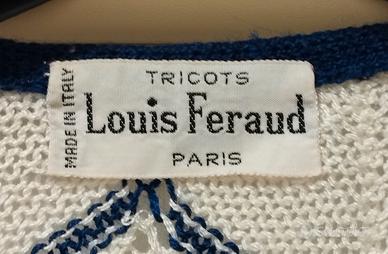 TRICOTS
MADE IN ITALY
Louis Feraud
PARIS